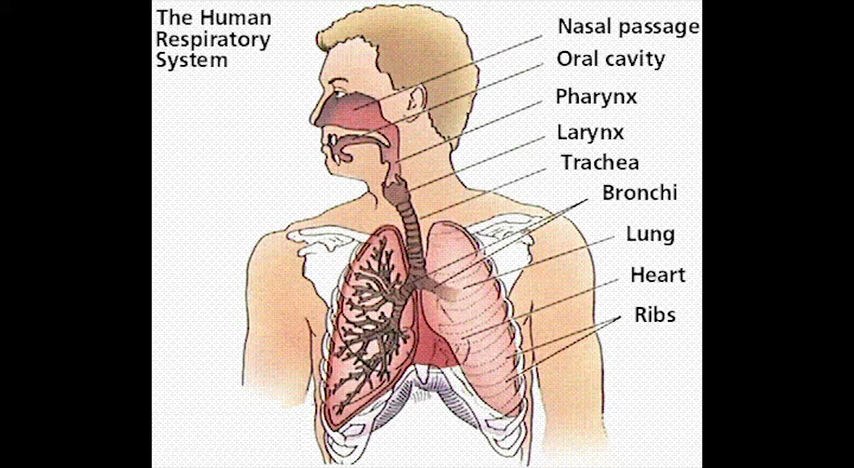 The Human
Respiratory
System
Nasal passage
Oral cavity
Pharynx
Larynx
Trachea
Bronchi
Lung
Heart
Ribs